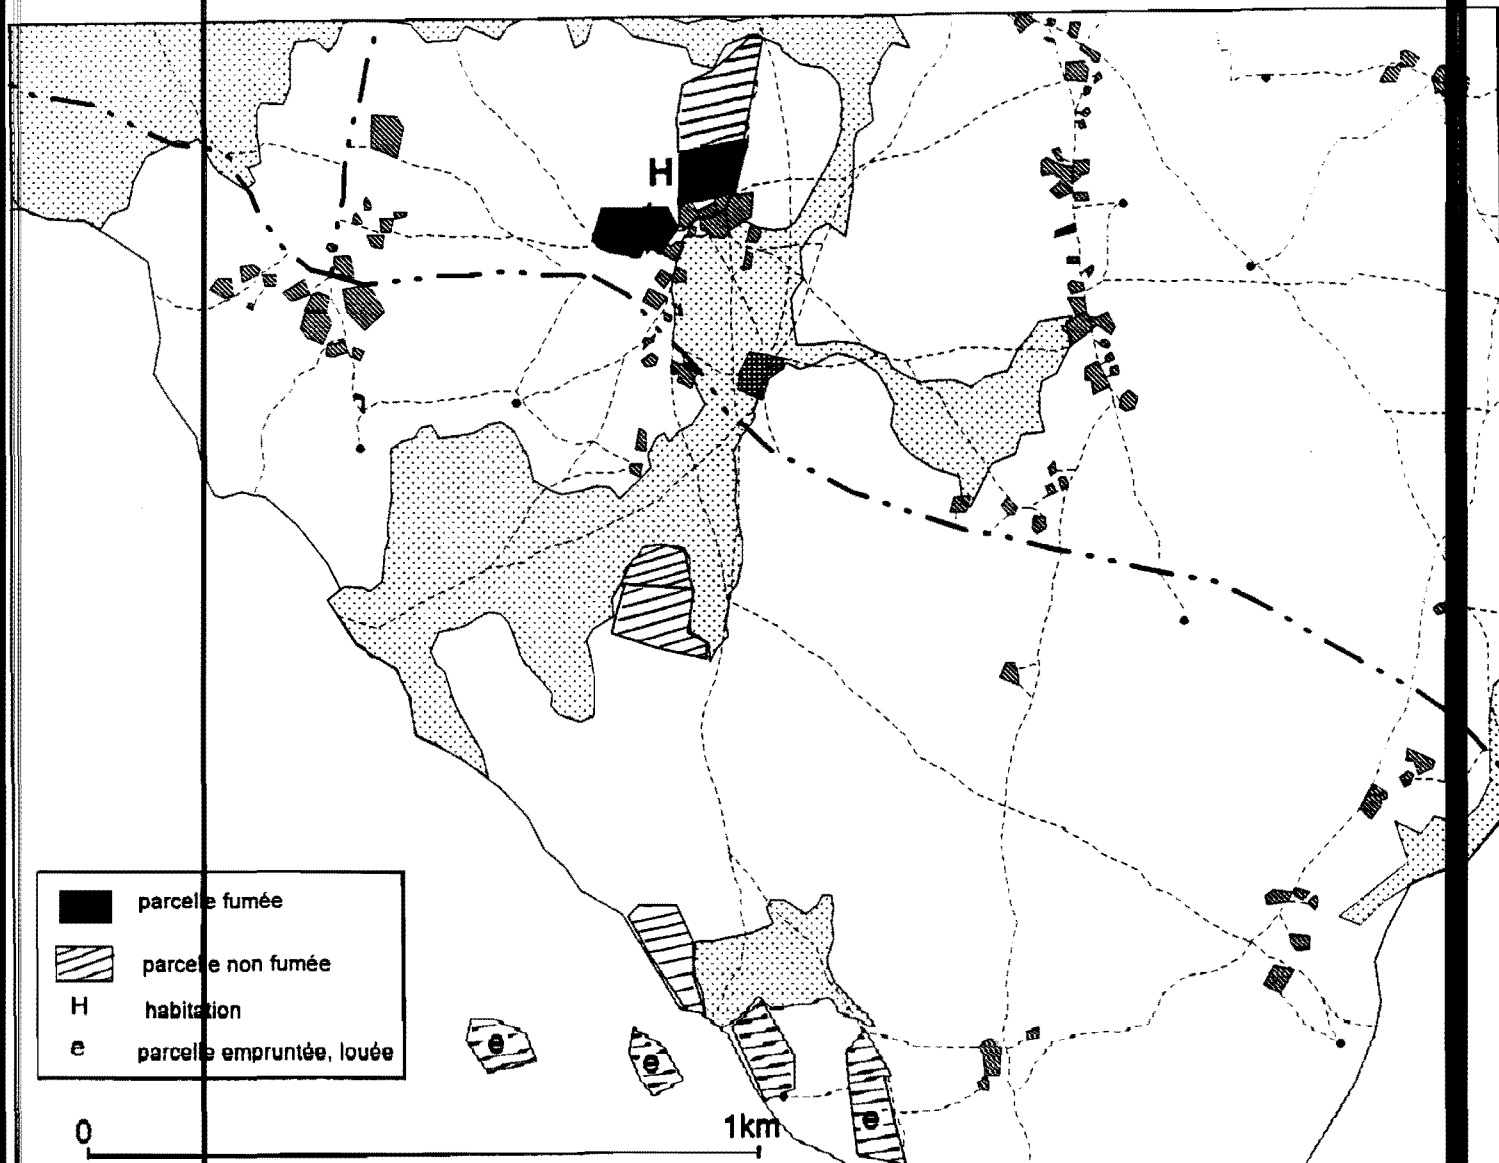 H
parcelle fumée
parcelle non fumée
H habitation
e parcelle empruntée, louée
e
e
e
0 1km